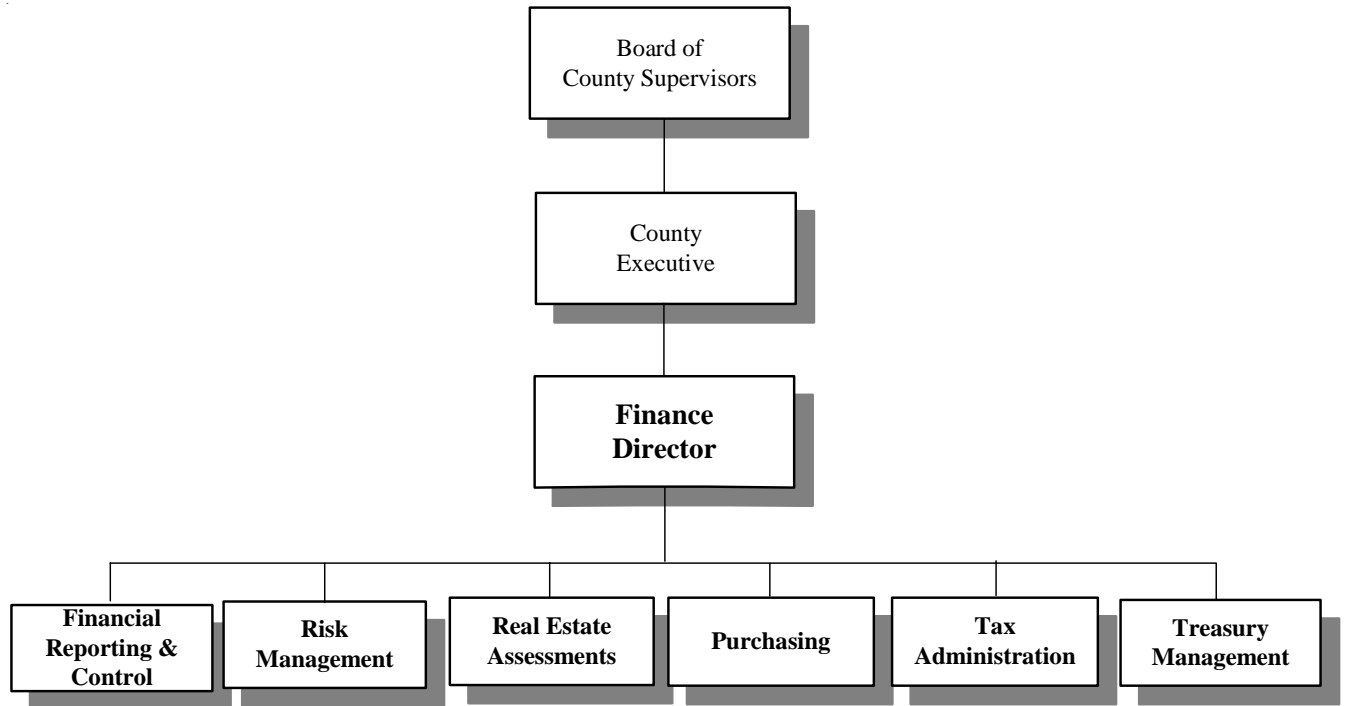 Board of
County Supervisors
County
Executive
Finance
Director
Financial
Reporting &
Control
Risk
Management
Real Estate
Assessments
Purchasing
Tax
Administration
Treasury
Management